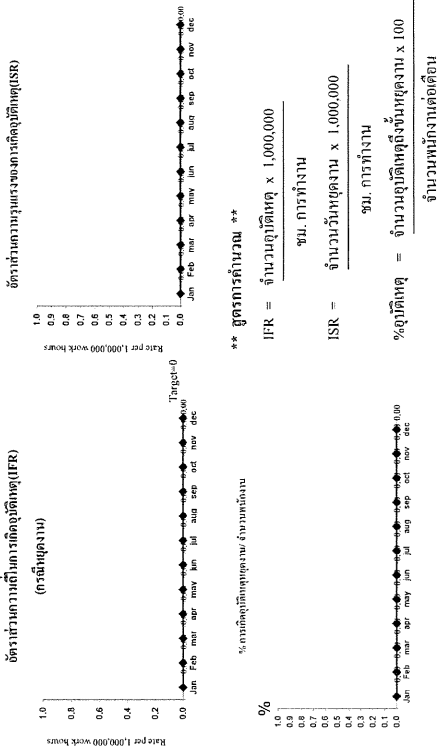 อัตราส่วนความถี่ในการเกิดอุบัติเหตุ(IFR)
(กรณีหยุดงาน)
Rate per 1,000,000 work hours
1.0
0.8
0.6
0.4
0.2
0.0
Target=0
0.00
Jan Feb mar apr may jun jul aug sep oct nov dec
อัตราส่วนความรุนแรงของการเกิดอุบัติเหตุ(ISR)
Rate per 1,000,000 work hours
1.0
0.9
0.8
0.7
0.6
0.5
0.4
0.3
0.2
0.1
0.0
0.00
Jan Feb mar apr may jun jul aug sep oct nov dec
% การเกิดอุบัติเหตุหยุดงาน/ จำนวนพนักงาน
%
1.0
0.9
0.8
0.7
0.6
0.5
0.4
0.3
0.2
0.1
0.0
0.00
Jan Feb mar apr may jun jul aug sep oct nov dec
** สูตรการคำนวณ **
IFR = จำนวนอุบัติเหตุ x 1,000,000
ชม. การทำงาน
ISR = จำนวนวันหยุดงาน x 1,000,000
ชม. การทำงาน
%อุบัติเหตุ = จำนวนอุบัติเหตุถึงขั้นหยุดงาน x 100
จำนวนพนักงานต่อเดือน